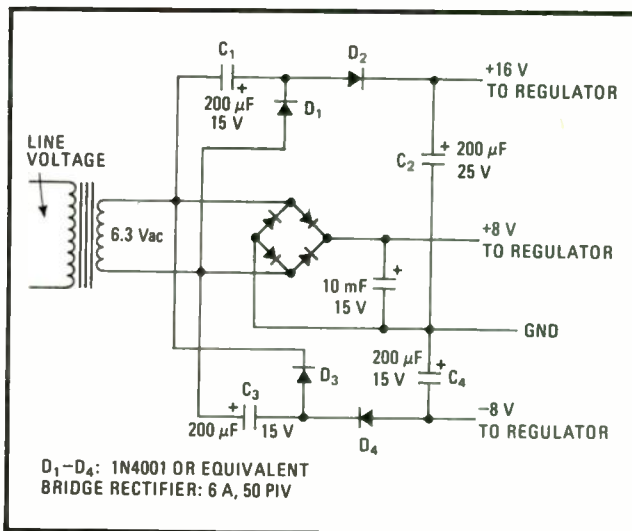 C1
D2
+16 V
TO REGULATOR
+
200 μF
15 V
D1
LINE
VOLTAGE
C2
+
200 μF
25 V
6.3 Vac
+8 V
TO REGULATOR
+
10 mF
15 V
GND
200 μF
15 V
+
C4
D3
C3
+
200 μF
15 V
D4
−8 V
TO REGULATOR
D1–D4: 1N4001 OR EQUIVALENT
BRIDGE RECTIFIER: 6 A, 50 PIV